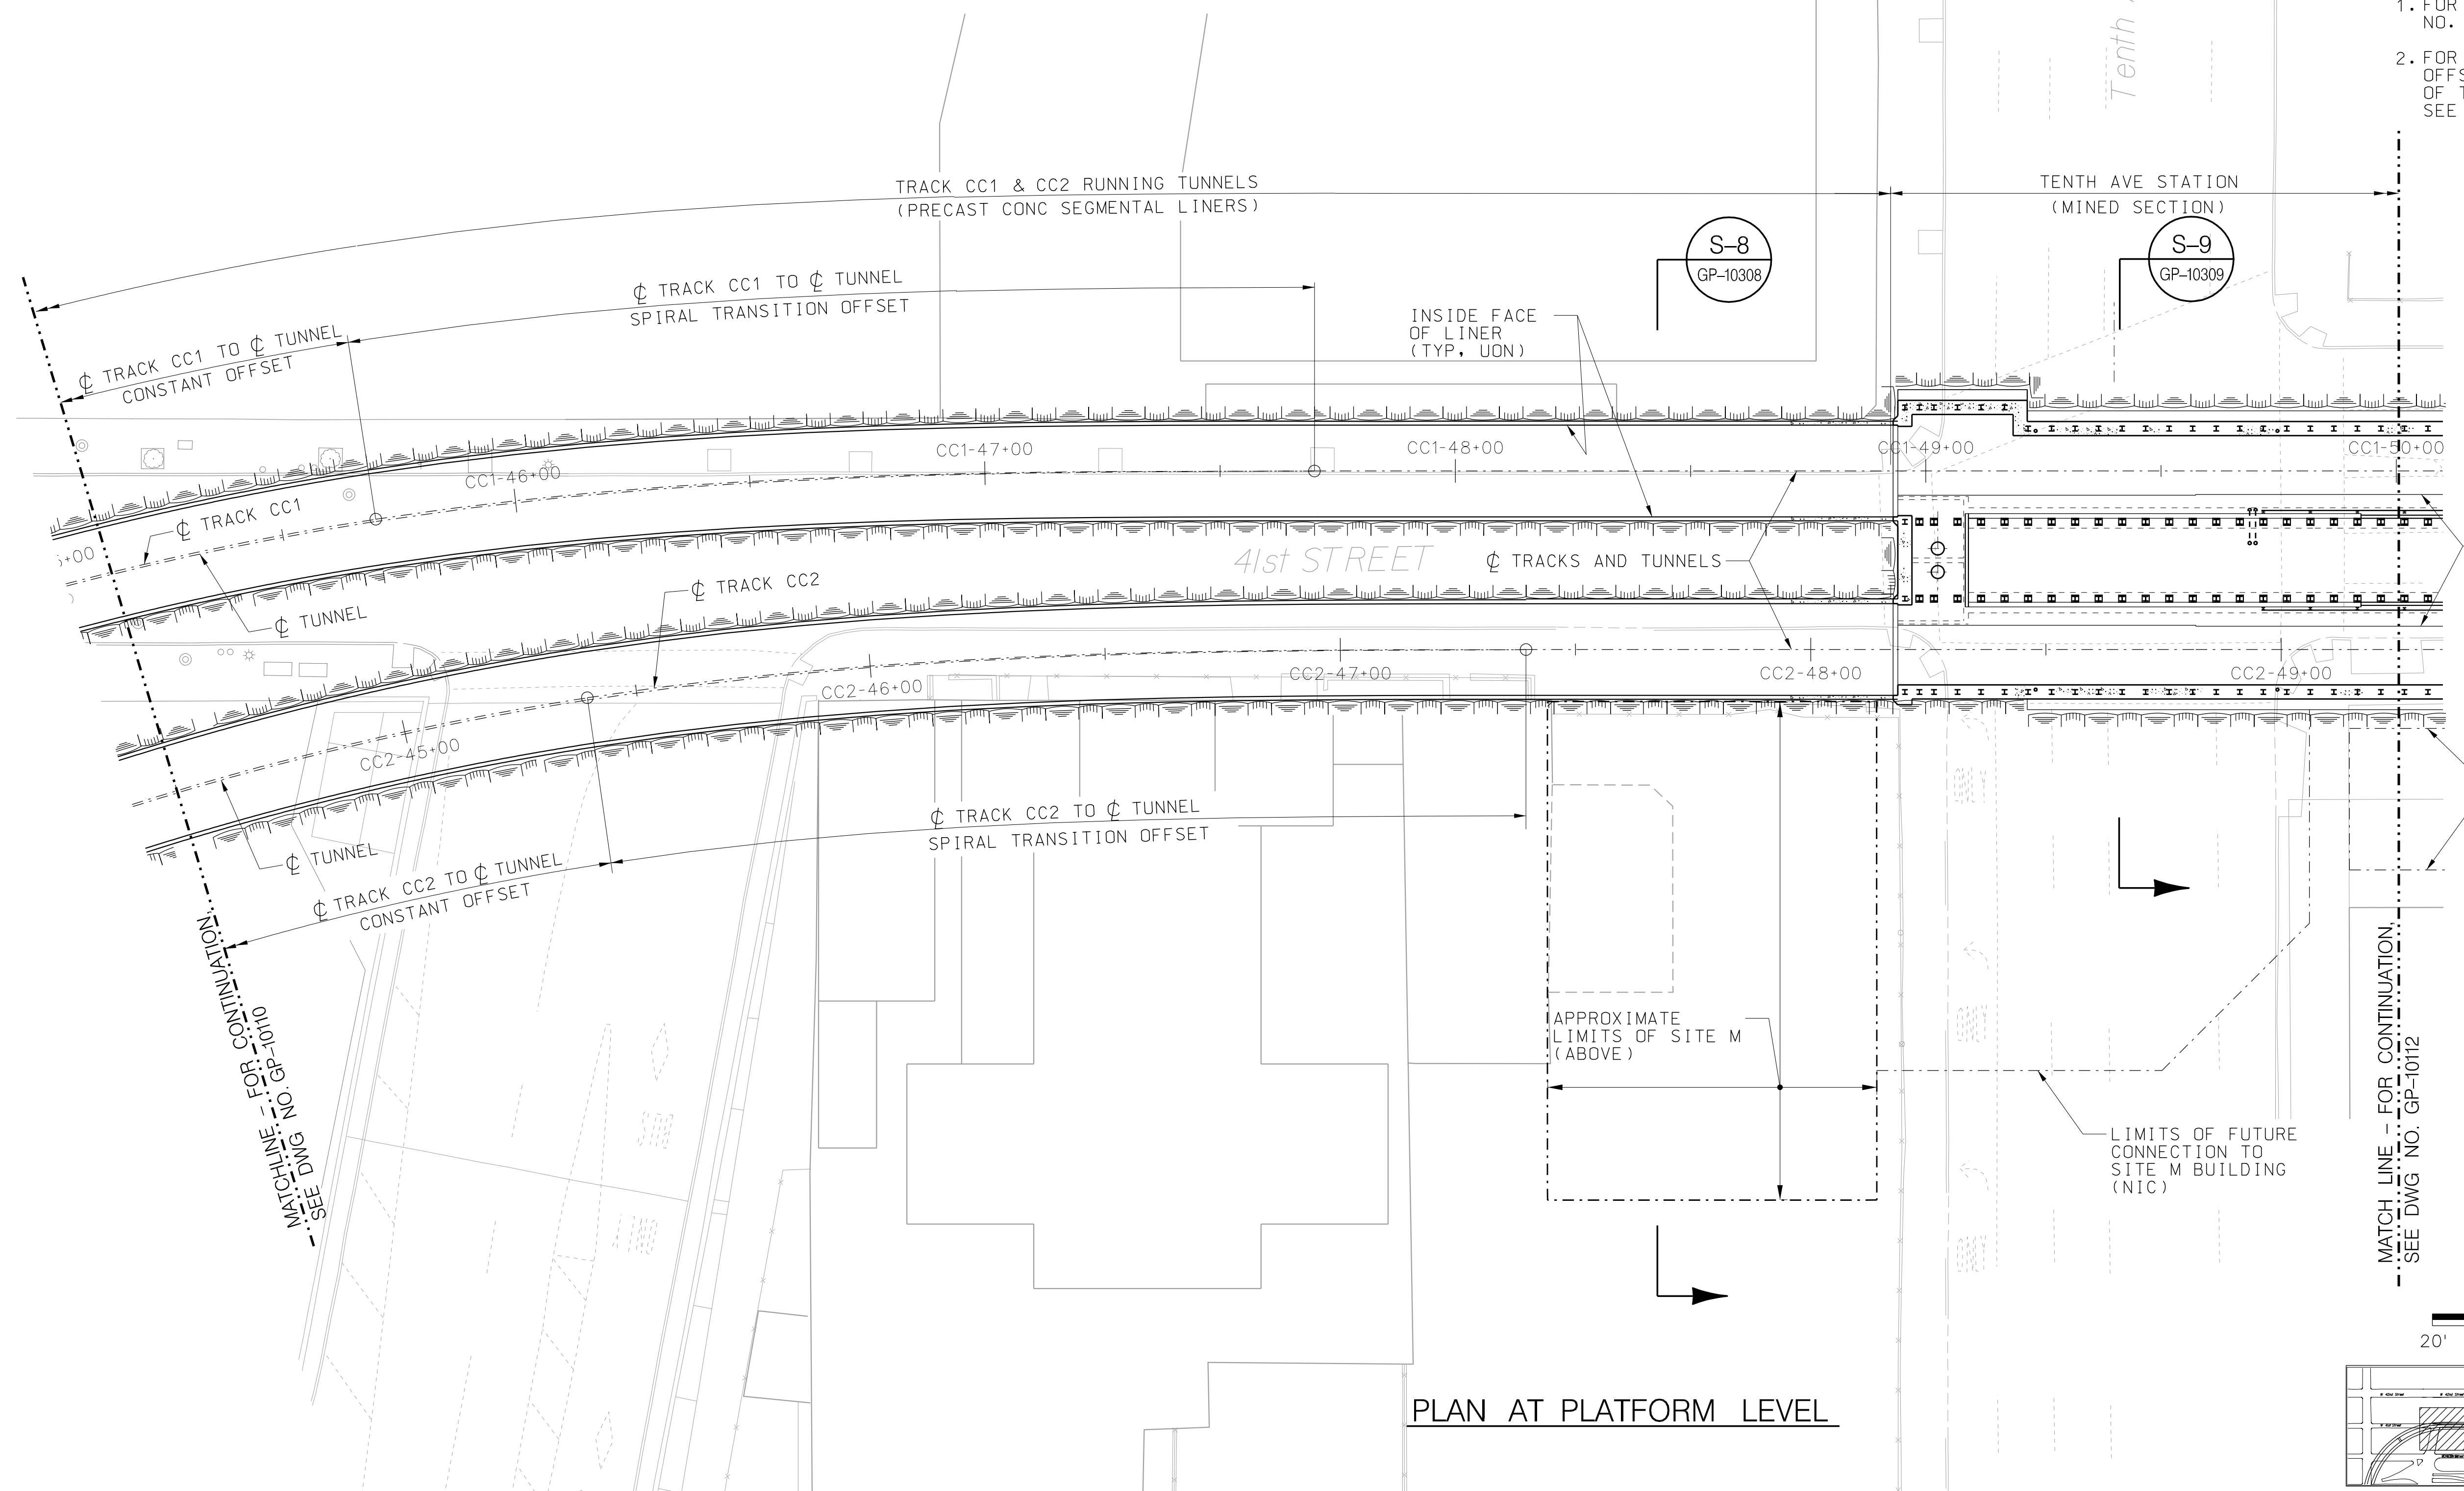 1. FOR
NO.
2. FOR
OFFS
OF T
SEE
Tenth
TRACK CC1 & CC2 RUNNING TUNNELS
(PRECAST CONC SEGMENTAL LINERS)
TENTH AVE STATION
(MINED SECTION)
S-8
GP-10308
S-9
GP-10309
℄ TRACK CC1 TO ℄ TUNNEL
SPIRAL TRANSITION OFFSET
℄ TRACK CC1 TO ℄ TUNNEL
CONSTANT OFFSET
INSIDE FACE
OF LINER
(TYP, UON)
CC1-46+00
CC1-47+00
CC1-48+00
CC1-49+00
CC1-50+00
℄ TRACK CC1
+00
℄ TUNNEL
41st STREET
℄ TRACKS AND TUNNELS
℄ TRACK CC2
CC2-45+00
CC2-46+00
CC2-47+00
CC2-48+00
CC2-49+00
℄ TUNNEL
℄ TRACK CC2 TO ℄ TUNNEL
SPIRAL TRANSITION OFFSET
℄ TRACK CC2 TO ℄ TUNNEL
CONSTANT OFFSET
MATCHLINE - FOR CONTINUATION,
SEE DWG NO. GP-10110
APPROXIMATE
LIMITS OF SITE M
(ABOVE)
LIMITS OF FUTURE
CONNECTION TO
SITE M BUILDING
(NIC)
MATCH LINE - FOR CONTINUATION,
SEE DWG NO. GP-10112
20'
PLAN AT PLATFORM LEVEL